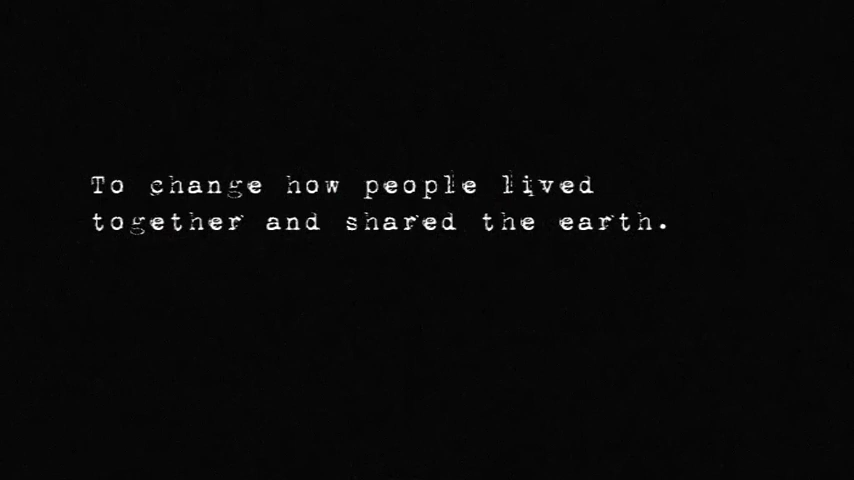 To change how people lived
together and shared the earth.